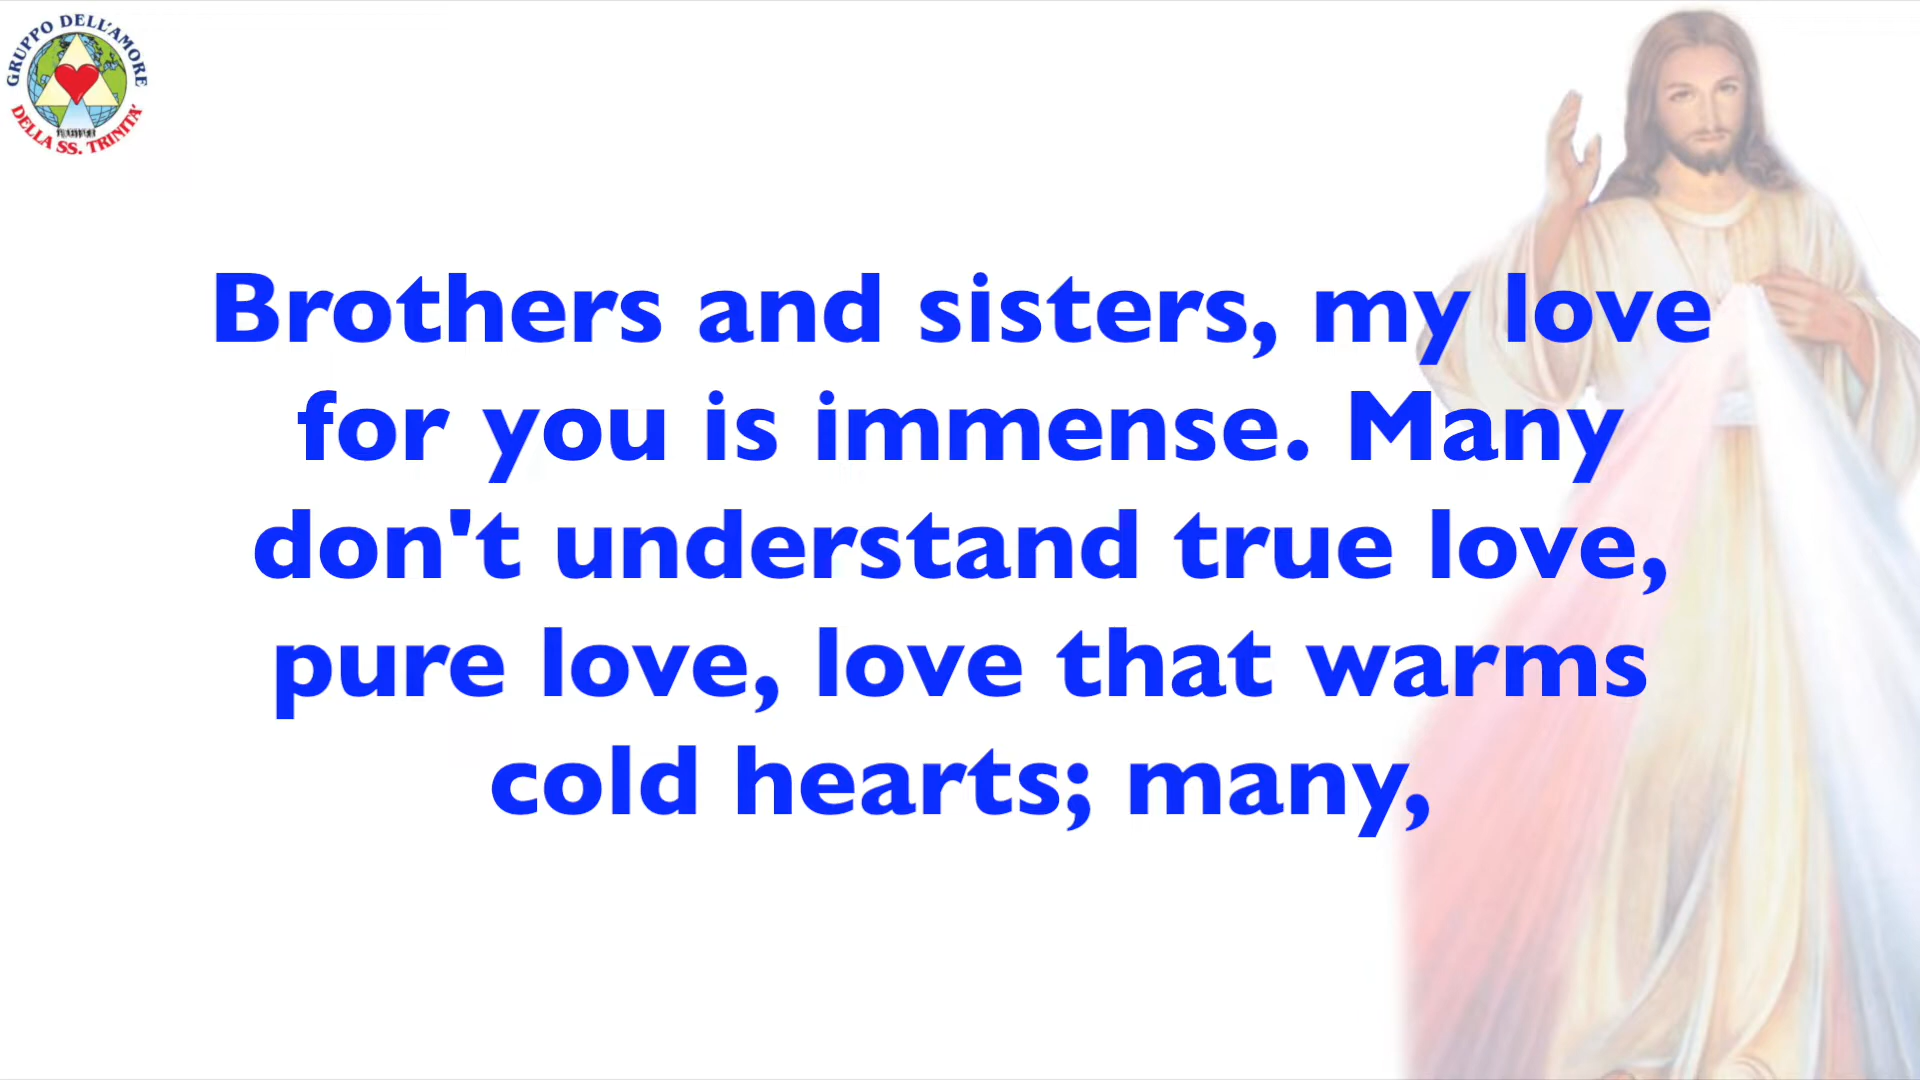 GRUPPO DELL'AMORE
DELLA SS. TRINITA'
Brothers and sisters, my love
for you is immense. Many
don't understand true love,
pure love, love that warms
cold hearts; many,